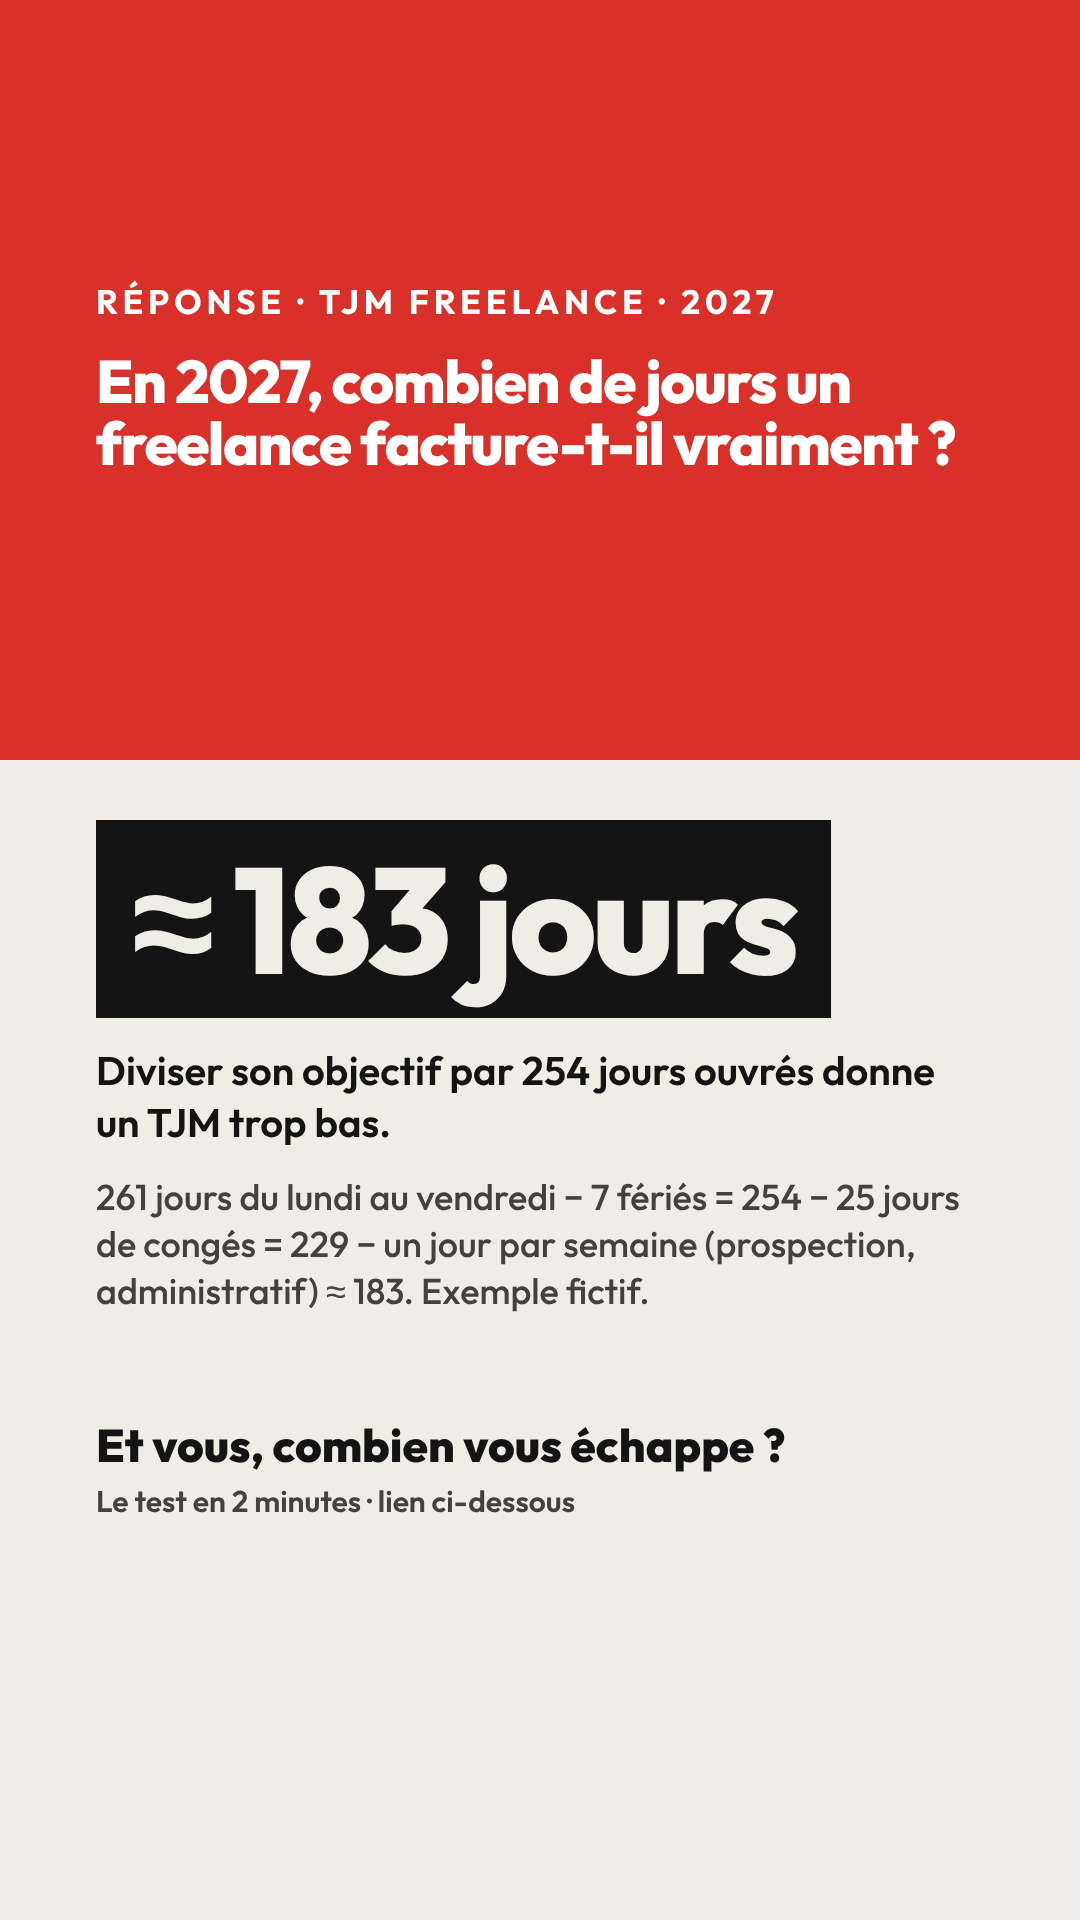 RÉPONSE · TJM FREELANCE · 2027
En 2027, combien de jours un
freelance facture-t-il vraiment ?
≈ 183 jours
Diviser son objectif par 254 jours ouvrés donne
un TJM trop bas.
261 jours du lundi au vendredi − 7 fériés = 254 − 25 jours
de congés = 229 − un jour par semaine (prospection,
administratif) ≈ 183. Exemple fictif.
Et vous, combien vous échappe ?
Le test en 2 minutes · lien ci-dessous